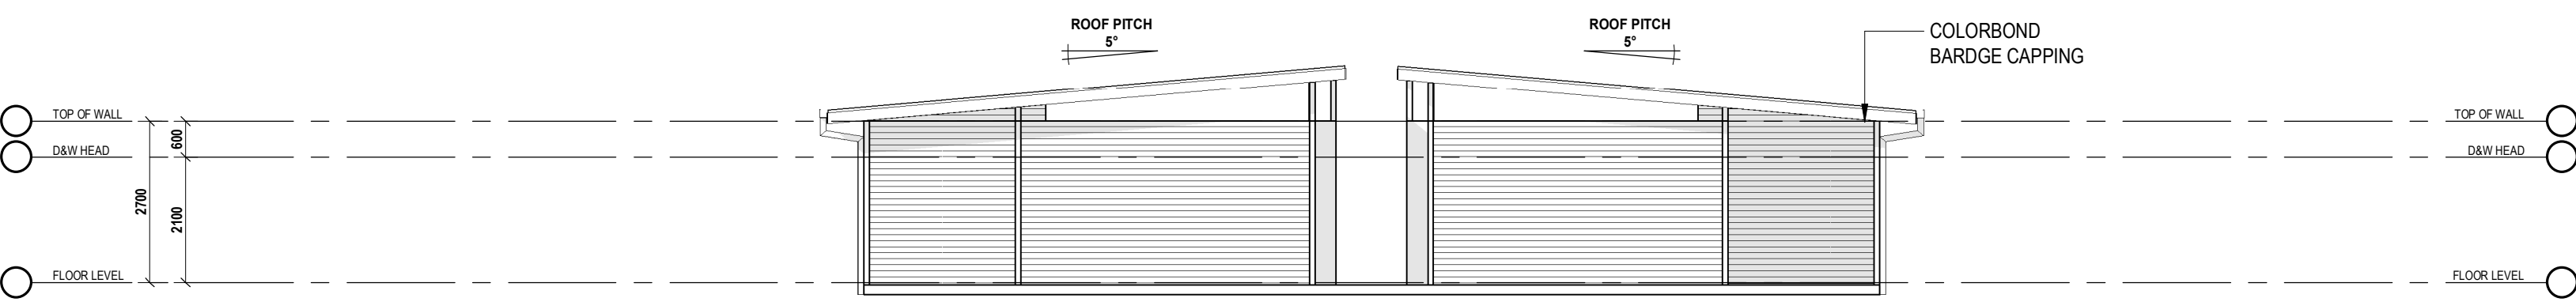 ROOF PITCH
5°
ROOF PITCH
5°
COLORBOND
BARDGE CAPPING
TOP OF WALL
D&W HEAD
FLOOR LEVEL
600
2700
2100
TOP OF WALL
D&W HEAD
FLOOR LEVEL